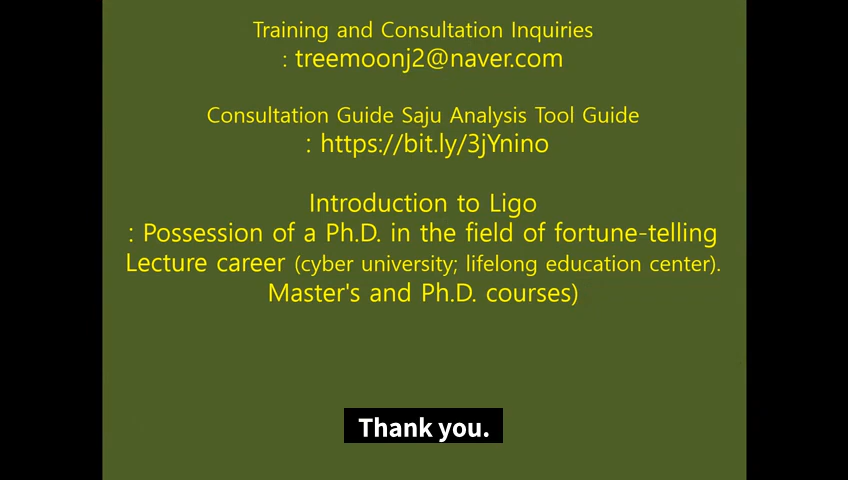 Training and Consultation Inquiries
: treemoonj2@naver.com
Consultation Guide Saju Analysis Tool Guide
: https://bit.ly/3jYnino
Introduction to Ligo
: Possession of a Ph.D. in the field of fortune-telling
Lecture career (cyber university; lifelong education center).
Master's and Ph.D. courses)
Thank you.